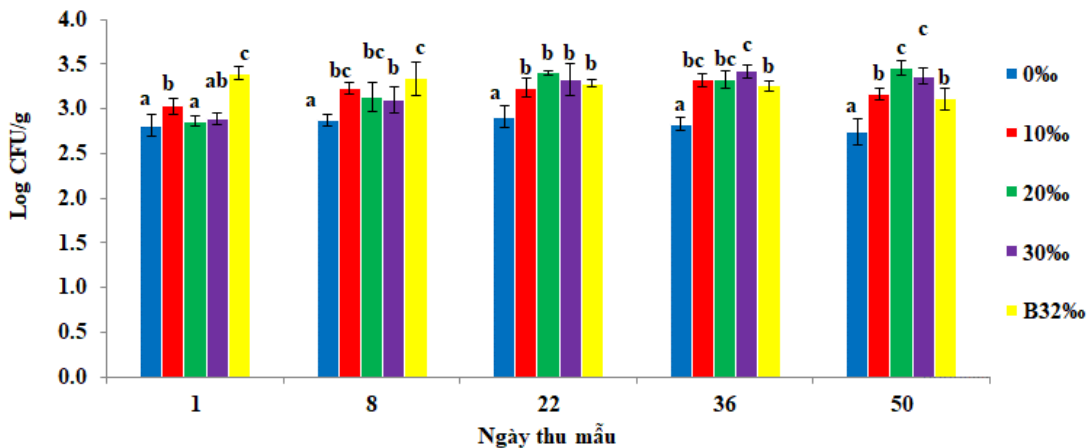 4.0
3.5
3.0
2.5
2.0
1.5
1.0
0.5
0.0
Log CFU/g
a b a ab c
a bc bc b c
a b b b b
a bc bc c b
a b c c b
1 8 22 36 50
Ngày thu mẫu
0‰
10‰
20‰
30‰
B32‰